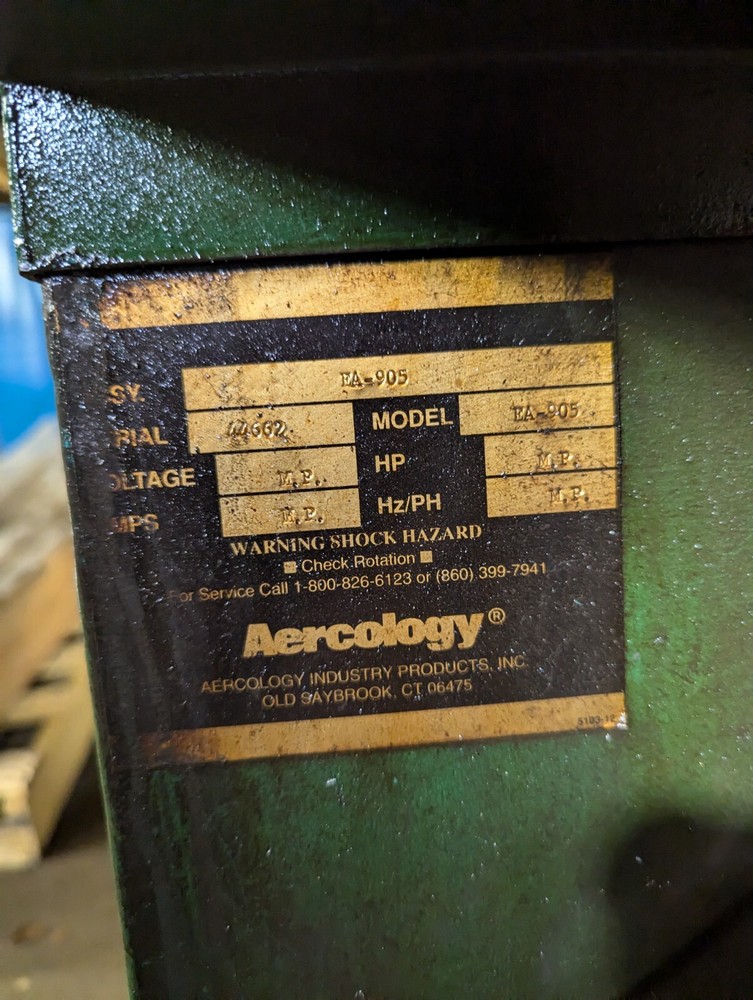 SY. EA-905
RIAL 44662 MODEL EA-905
OLTAGE M.P. HP M.P.
MPS M.P. Hz/PH M.P.
WARNING SHOCK HAZARD
Check Rotation
For Service Call 1-800-826-6123 or (860) 399-7941
Aercology®
AERCOLOGY INDUSTRY PRODUCTS, INC.
OLD SAYBROOK, CT 06475